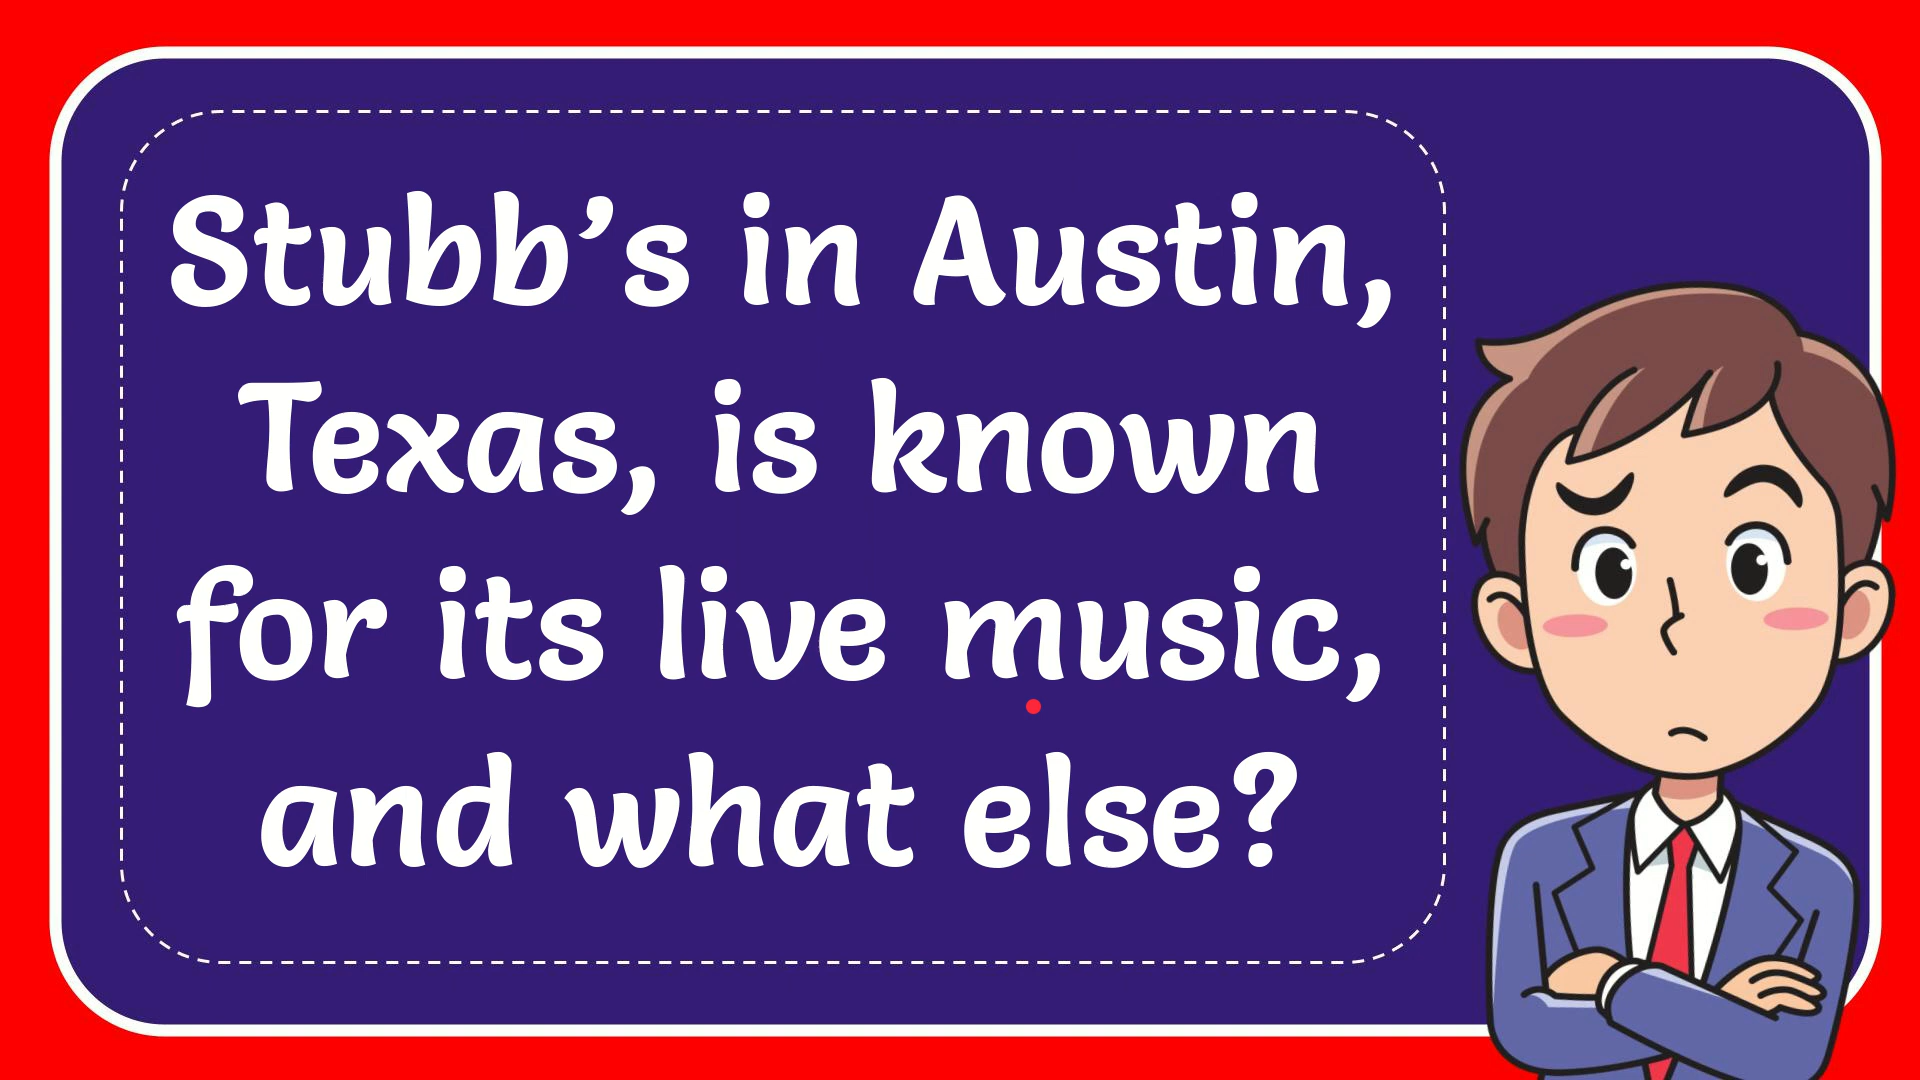 Stubb’s in Austin,
Texas, is known
for its live music,
and what else?